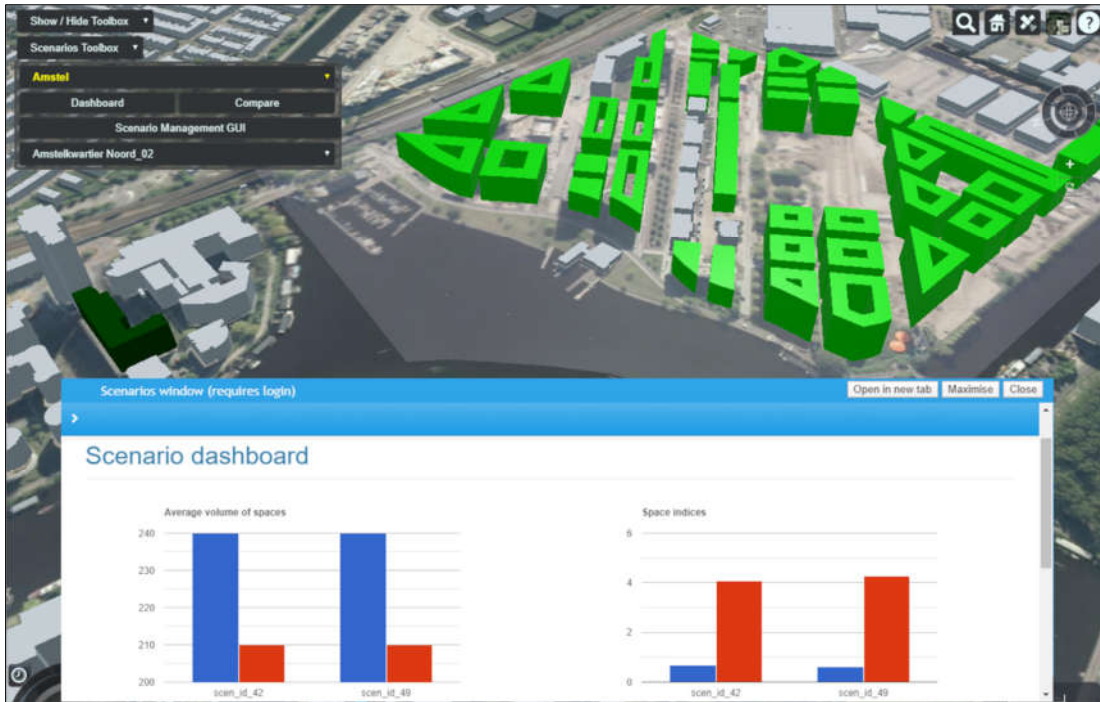 Show / Hide Toolbox
Scenarios Toolbox
Amstel
Dashboard Compare
Scenario Management GUI
Amstelkwartier Noord_02
?
Scenarios window (requires login) Open in new tab Maximise Close
Scenario dashboard
Average volume of spaces
240
230
220
210
200
scen_id_42 scen_id_49
Space indices
6
4
2
0
scen_id_42 scen_id_49